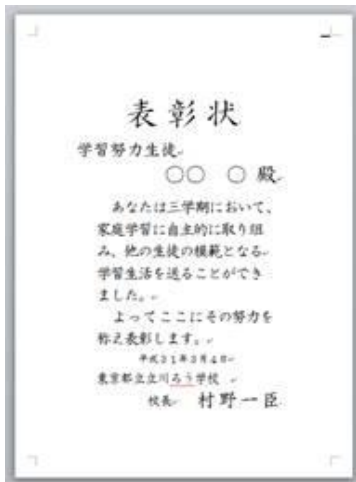 表彰状
学習努力生徒
〇〇 〇 殿
あなたは三学期において、
家庭学習に自主的に取り組
み、他の生徒の模範となる
学習生活を送ることができ
ました。
よってここにその努力を
称え表彰します。
平成31年3月4日
東京都立立川ろう学校
校長 村野一臣